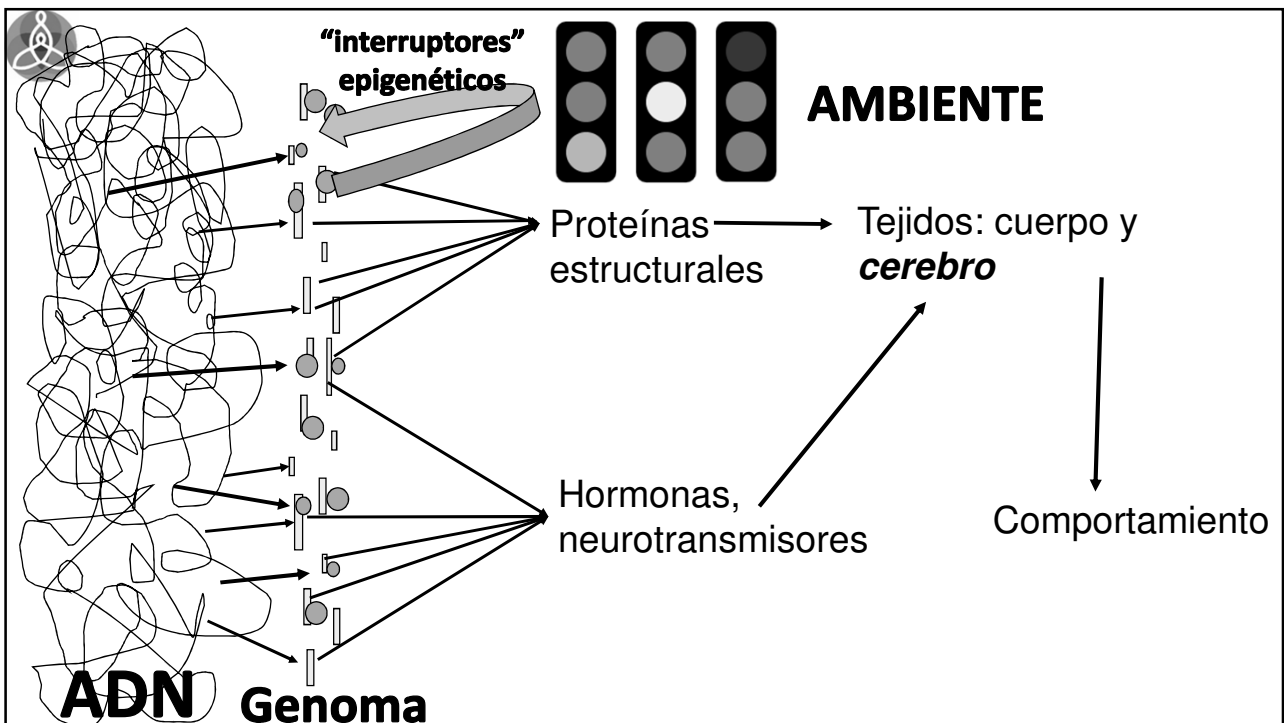 “interruptores”
epigenéticos
AMBIENTE
Proteínas
estructurales
Tejidos: cuerpo y
cerebro
Hormonas,
neurotransmisores
Comportamiento
ADN
Genoma